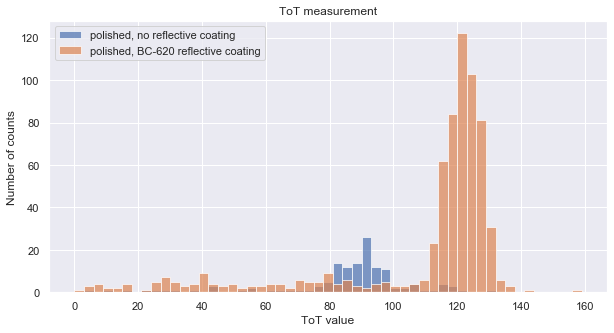 ToT measurement
polished, no reflective coating
polished, BC-620 reflective coating
Number of counts
120
100
80
60
40
20
0
0 20 40 60 80 100 120 140 160
ToT value